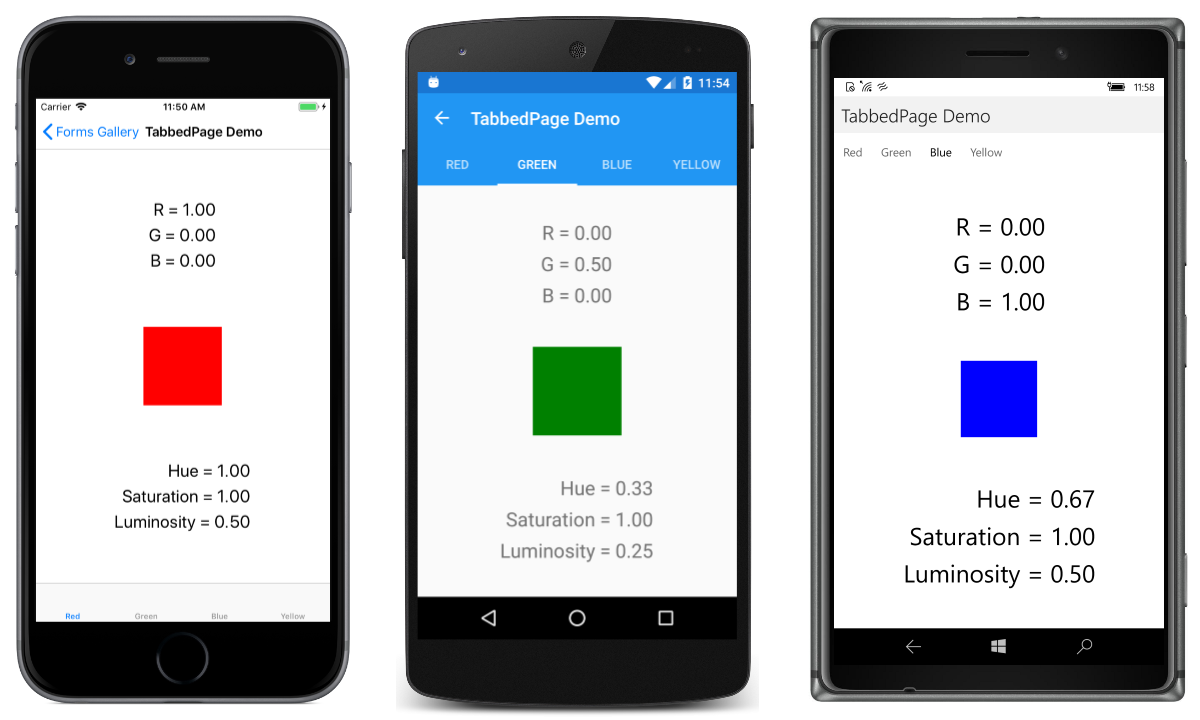 Carrier 11:50 AM
Forms Gallery TabbedPage Demo
R = 1.00
G = 0.00
B = 0.00
Hue = 1.00
Saturation = 1.00
Luminosity = 0.50
Red Green Blue Yellow
11:54
TabbedPage Demo
RED GREEN BLUE YELLOW
R = 0.00
G = 0.50
B = 0.00
Hue = 0.33
Saturation = 1.00
Luminosity = 0.25
11:58
TabbedPage Demo
Red Green Blue Yellow
R = 0.00
G = 0.00
B = 1.00
Hue = 0.67
Saturation = 1.00
Luminosity = 0.50